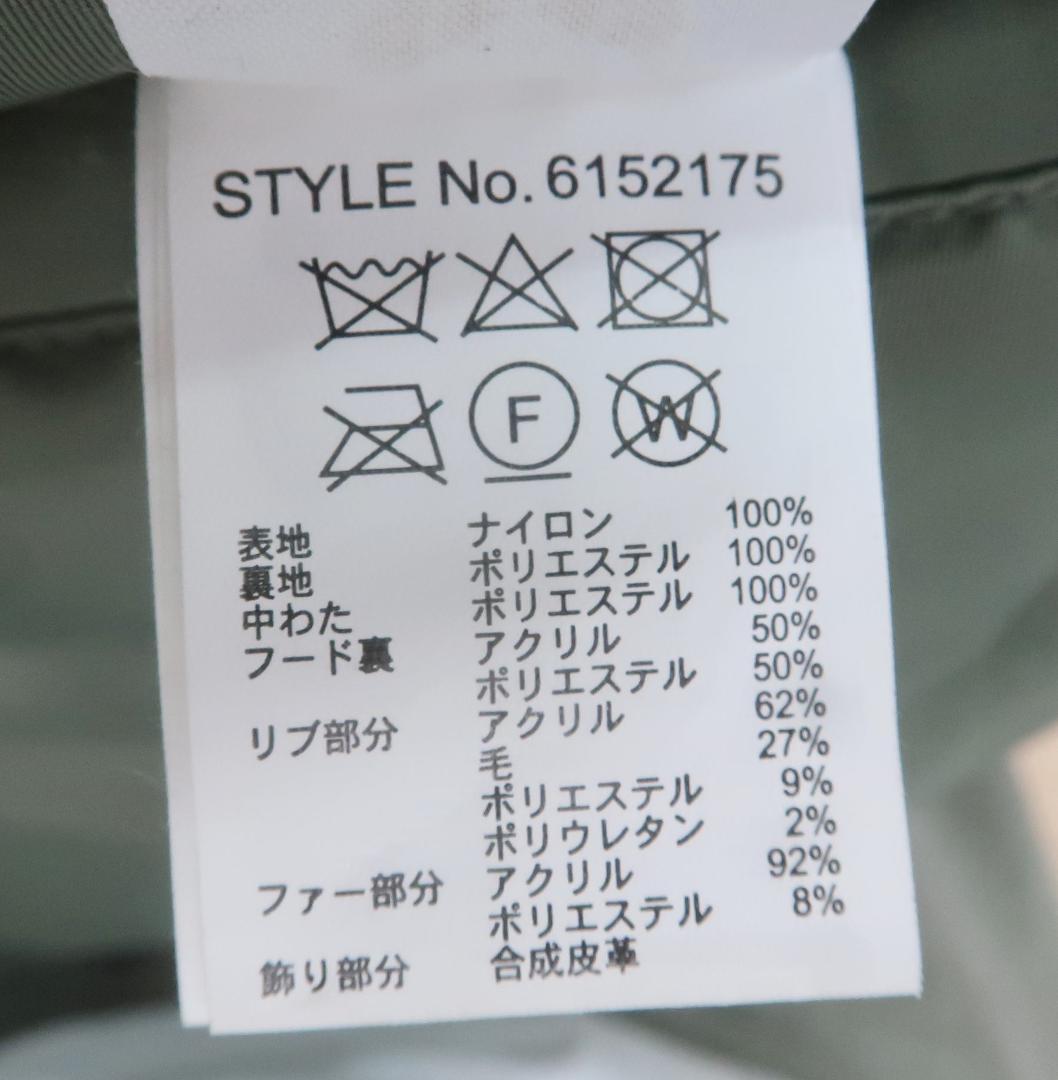 STYLE No. 6152175
F W
表地 ナイロン 100%
裏地 ポリエステル 100%
中わた ポリエステル 100%
フード裏 アクリル 50%
ポリエステル 50%
リブ部分 アクリル 62%
毛 27%
ポリエステル 9%
ポリウレタン 2%
ファー部分 アクリル 92%
ポリエステル 8%
飾り部分 合成皮革